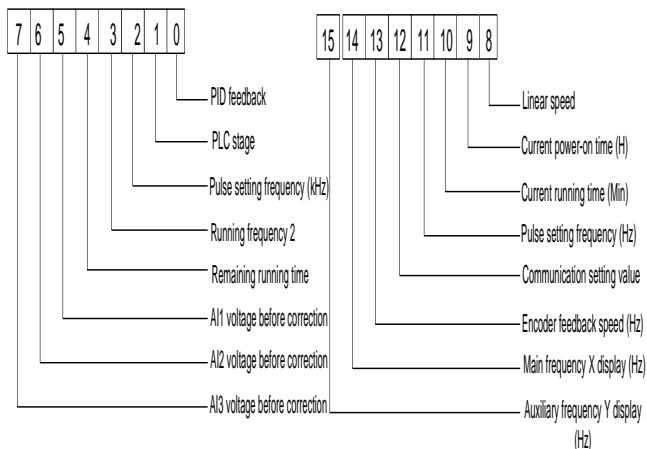 7 6 5 4 3 2 1 0
PID feedback
PLC stage
Pulse setting frequency (kHz)
Running frequency 2
Remaining running time
AI1 voltage before correction
AI2 voltage before correction
AI3 voltage before correction
15 14 13 12 11 10 9 8
Linear speed
Current power-on time (H)
Current running time (Min)
Pulse setting frequency (Hz)
Communication setting value
Encoder feedback speed (Hz)
Main frequency X display (Hz)
Auxiliary frequency Y display
(Hz)